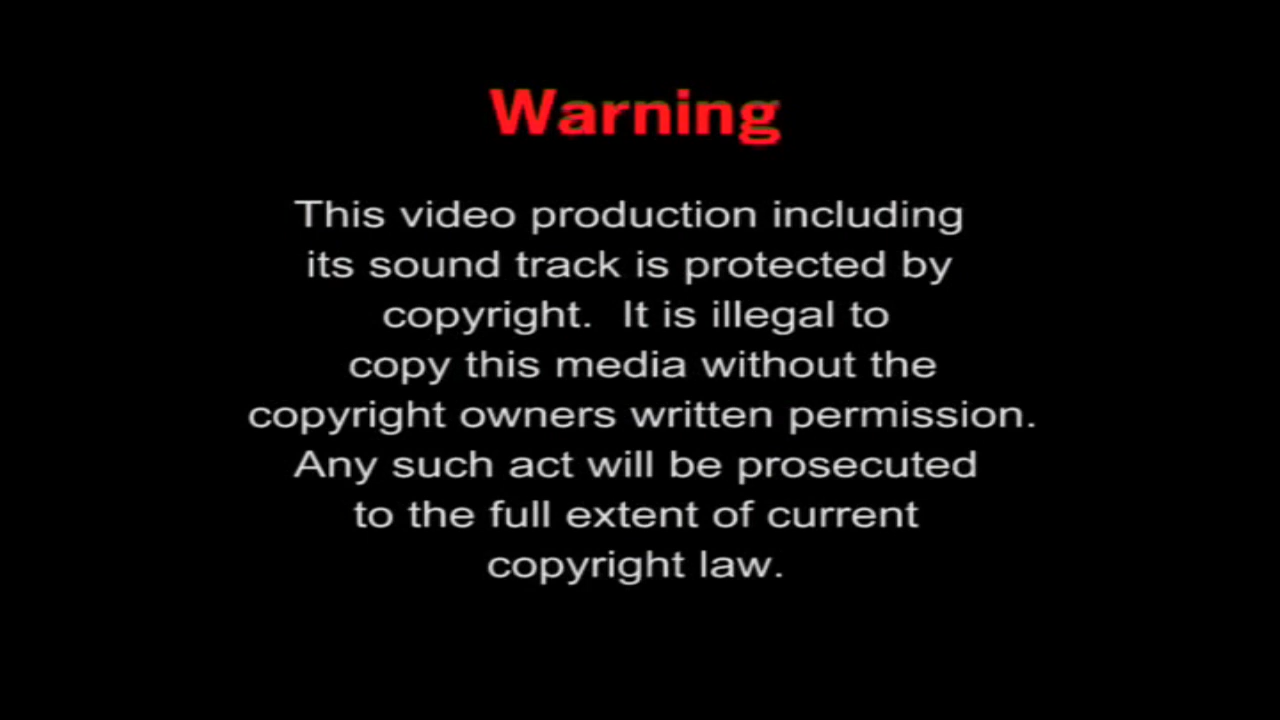 Warning
This video production including
its sound track is protected by
copyright.  It is illegal to
copy this media without the
copyright owners written permission.
Any such act will be prosecuted
to the full extent of current
copyright law.